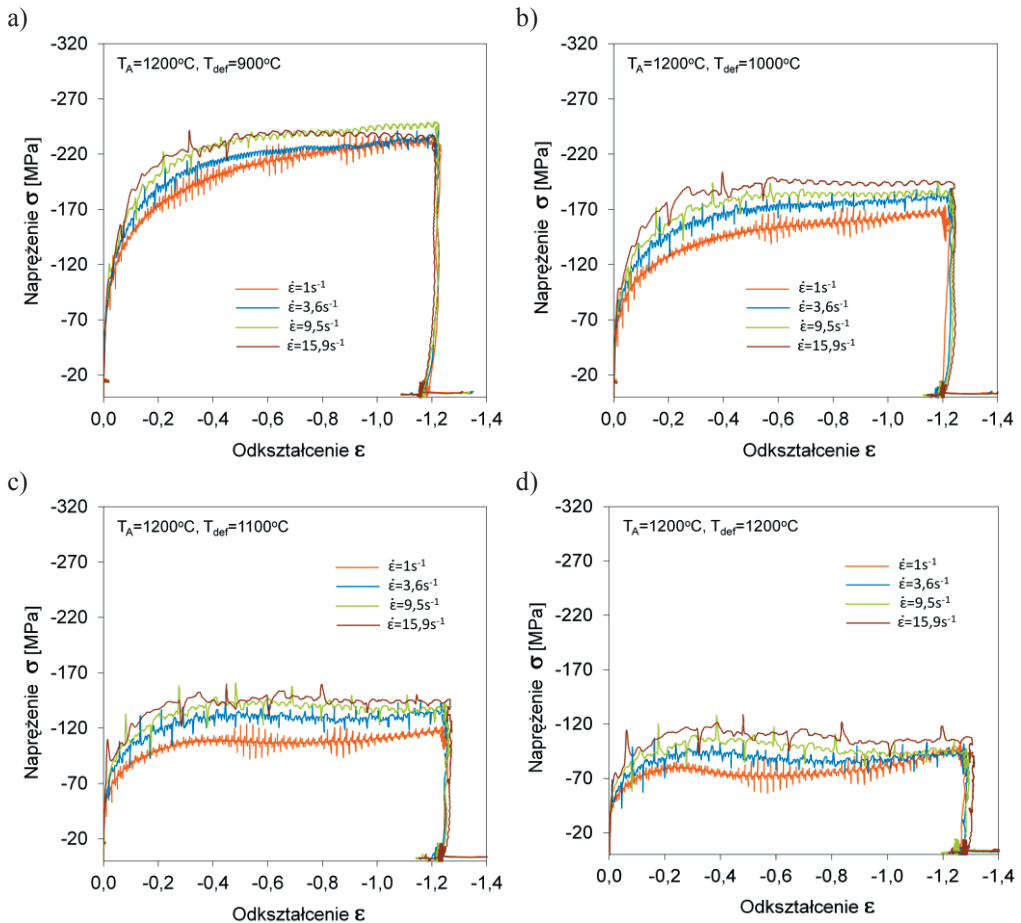 a)
-320
T_A=1200°C, T_def=900°C
-270
-220
-170
-120
-70
-20
Naprężenie σ [MPa]
ε̇=1s⁻¹
ε̇=3,6s⁻¹
ε̇=9,5s⁻¹
ε̇=15,9s⁻¹
0,0 -0,2 -0,4 -0,6 -0,8 -1,0 -1,2 -1,4
Odkształcenie ε
b)
-320
T_A=1200°C, T_def=1000°C
-270
-220
-170
-120
-70
-20
Naprężenie σ [MPa]
ε̇=1s⁻¹
ε̇=3,6s⁻¹
ε̇=9,5s⁻¹
ε̇=15,9s⁻¹
0,0 -0,2 -0,4 -0,6 -0,8 -1,0 -1,2 -1,4
Odkształcenie ε
c)
-320
T_A=1200°C, T_def=1100°C
-270
-220
-170
-120
-70
-20
Naprężenie σ [MPa]
ε̇=1s⁻¹
ε̇=3,6s⁻¹
ε̇=9,5s⁻¹
ε̇=15,9s⁻¹
0,0 -0,2 -0,4 -0,6 -0,8 -1,0 -1,2 -1,4
Odkształcenie ε
d)
-320
T_A=1200°C, T_def=1200°C
-270
-220
-170
-120
-70
-20
Naprężenie σ [MPa]
ε̇=1s⁻¹
ε̇=3,6s⁻¹
ε̇=9,5s⁻¹
ε̇=15,9s⁻¹
0,0 -0,2 -0,4 -0,6 -0,8 -1,0 -1,2 -1,4
Odkształcenie ε